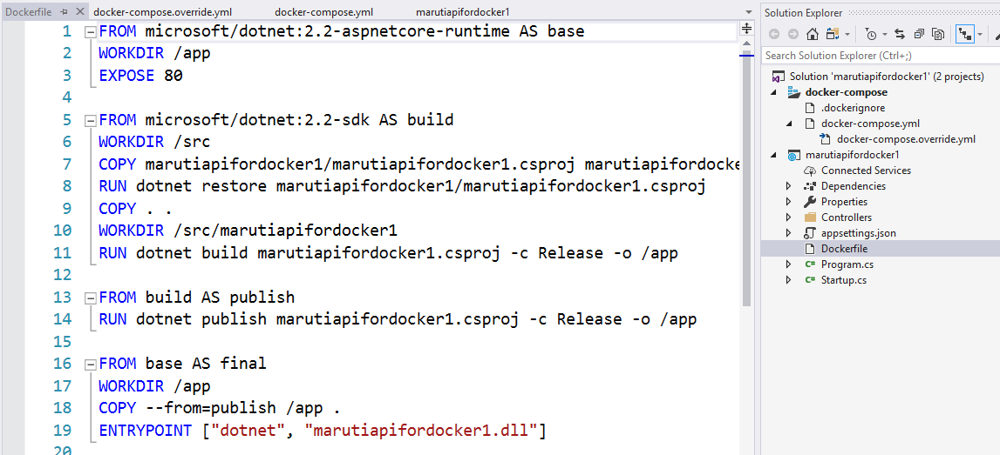 Dockerfile docker-compose.override.yml docker-compose.yml marutiapifordocker1
1 FROM microsoft/dotnet:2.2-aspnetcore-runtime AS base
2 WORKDIR /app
3 EXPOSE 80
4
5 FROM microsoft/dotnet:2.2-sdk AS build
6 WORKDIR /src
7 COPY marutiapifordocker1/marutiapifordocker1.csproj marutiapifordocke
8 RUN dotnet restore marutiapifordocker1/marutiapifordocker1.csproj
9 COPY . .
10 WORKDIR /src/marutiapifordocker1
11 RUN dotnet build marutiapifordocker1.csproj -c Release -o /app
12
13 FROM build AS publish
14 RUN dotnet publish marutiapifordocker1.csproj -c Release -o /app
15
16 FROM base AS final
17 WORKDIR /app
18 COPY --from=publish /app .
19 ENTRYPOINT ["dotnet", "marutiapifordocker1.dll"]
20
Solution Explorer
Search Solution Explorer (Ctrl+;)
Solution 'marutiapifordocker1' (2 projects)
docker-compose
.dockerignore
docker-compose.yml
docker-compose.override.yml
marutiapifordocker1
Connected Services
Dependencies
Properties
Controllers
appsettings.json
Dockerfile
C# Program.cs
C# Startup.cs